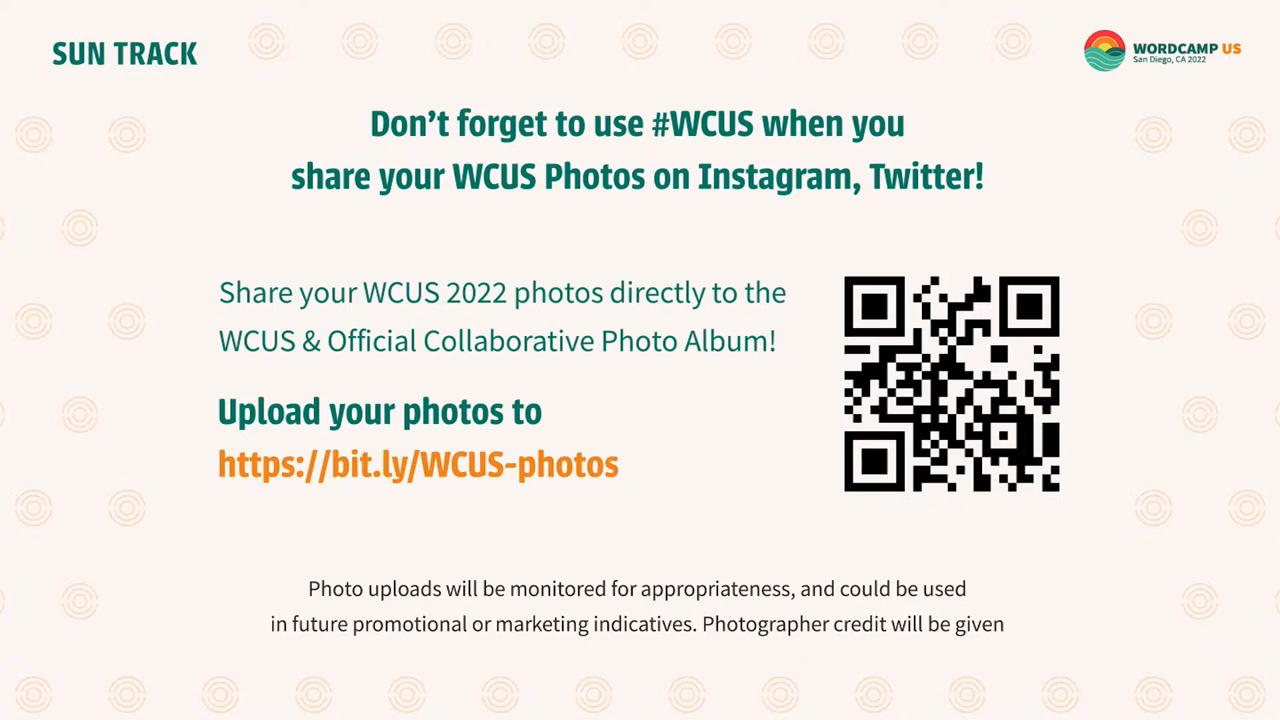 SUN TRACK
WORDCAMP US
San Diego, CA 2022
Don't forget to use #WCUS when you
share your WCUS Photos on Instagram, Twitter!
Share your WCUS 2022 photos directly to the
WCUS & Official Collaborative Photo Album!
Upload your photos to
https://bit.ly/WCUS-photos
Photo uploads will be monitored for appropriateness, and could be used
in future promotional or marketing indicatives. Photographer credit will be given